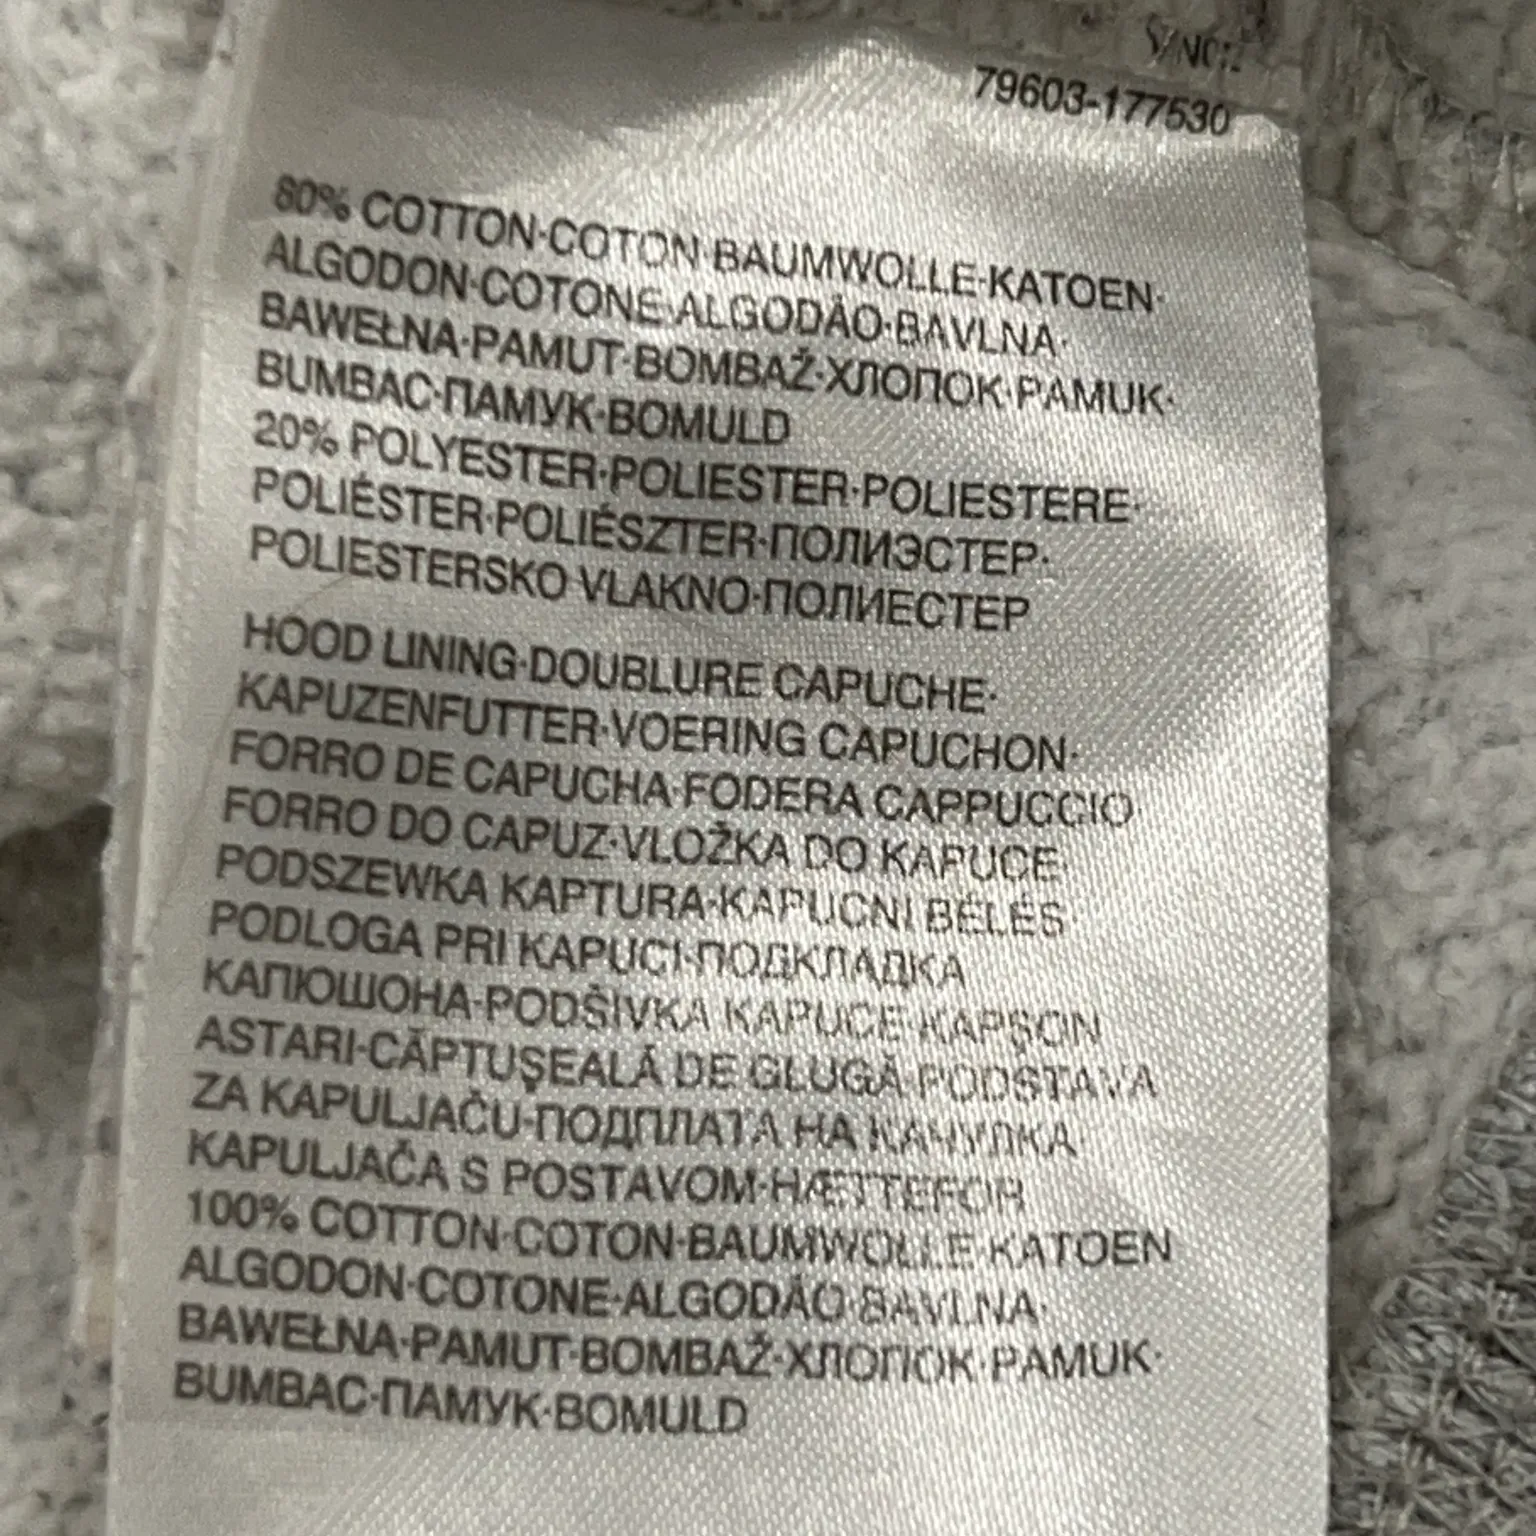 79603-177530
80% COTTON·COTON·BAUMWOLLE·KATOEN·
ALGODON·COTONE·ALGODÃO·BAVLNA·
BAWEŁNA·PAMUT·BOMBAŽ·ХЛОПОК·PAMUK·
BUMBAC·ПАМУК·BOMULD
20% POLYESTER·POLIESTER·POLIESTERE·
POLIÉSTER·POLIÉSZTER·ПОЛИЭСТЕР·
POLIESTERSKO VLAKNO·ПОЛИЕСТЕР
HOOD LINING·DOUBLURE CAPUCHE·
KAPUZENFUTTER·VOERING CAPUCHON·
FORRO DE CAPUCHA·FODERA CAPPUCCIO·
FORRO DO CAPUZ·VLOŽKA DO KAPUCE·
PODSZEWKA KAPTURA·KAPUCNI BÉLÉS·
PODLOGA PRI KAPUCI·ПОДКЛАДКА
КАПЮШОНА·PODŠIVKA KAPUCE·KAPŞON
ASTARI·CĂPTUŞEALĂ DE GLUGĂ·PODSTAVA
ZA KAPULJAČU·ПОДПЛАТА НА КАЧУЛКА·
KAPULJAČA S POSTAVOM·HÆTTEFOR
100% COTTON·COTON·BAUMWOLLE·KATOEN
ALGODON·COTONE·ALGODÃO·BAVLNA·
BAWEŁNA·PAMUT·BOMBAŽ·ХЛОПОК·PAMUK·
BUMBAC·ПАМУК·BOMULD